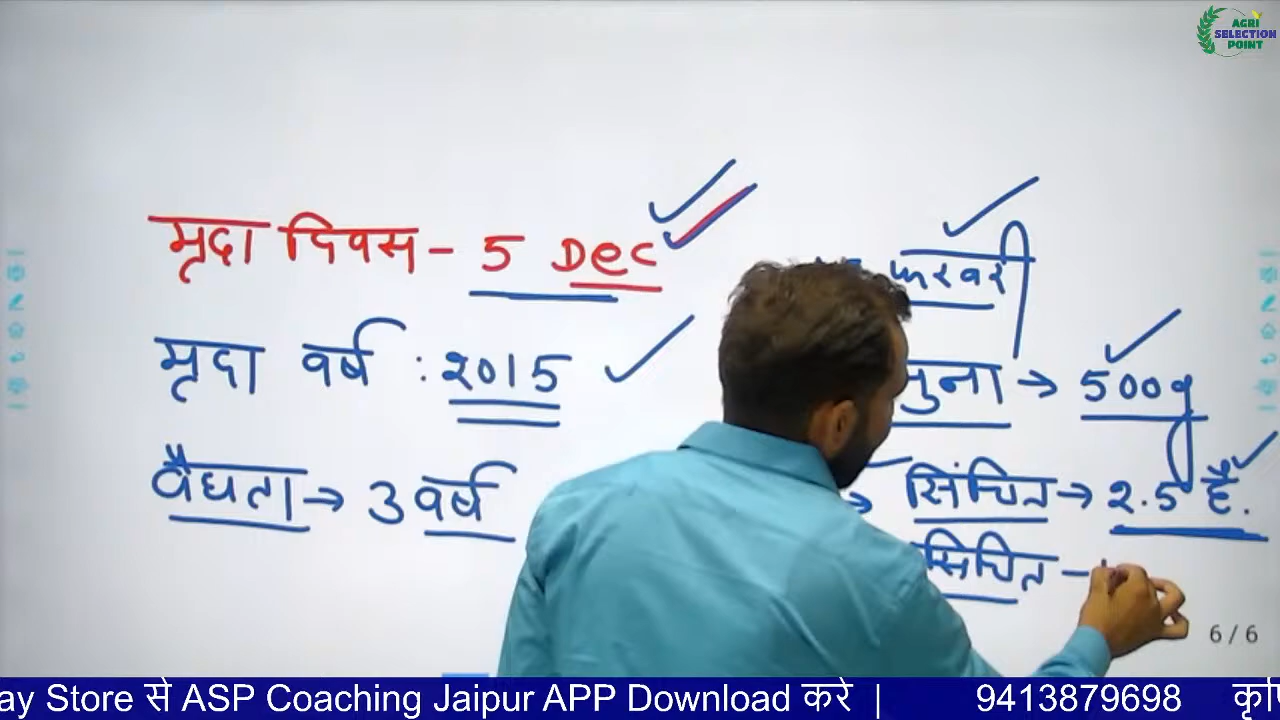 AGRI
SELECTION
POINT
मृदा दिवस - 5 Dec
मृदा वर्ष : 2015
→ 500g
वैधता → 3 वर्ष
सिंचित → 2.5 है.
सिंचित -
6 / 6
ay Store से ASP Coaching Jaipur APP Download करे | 9413879698